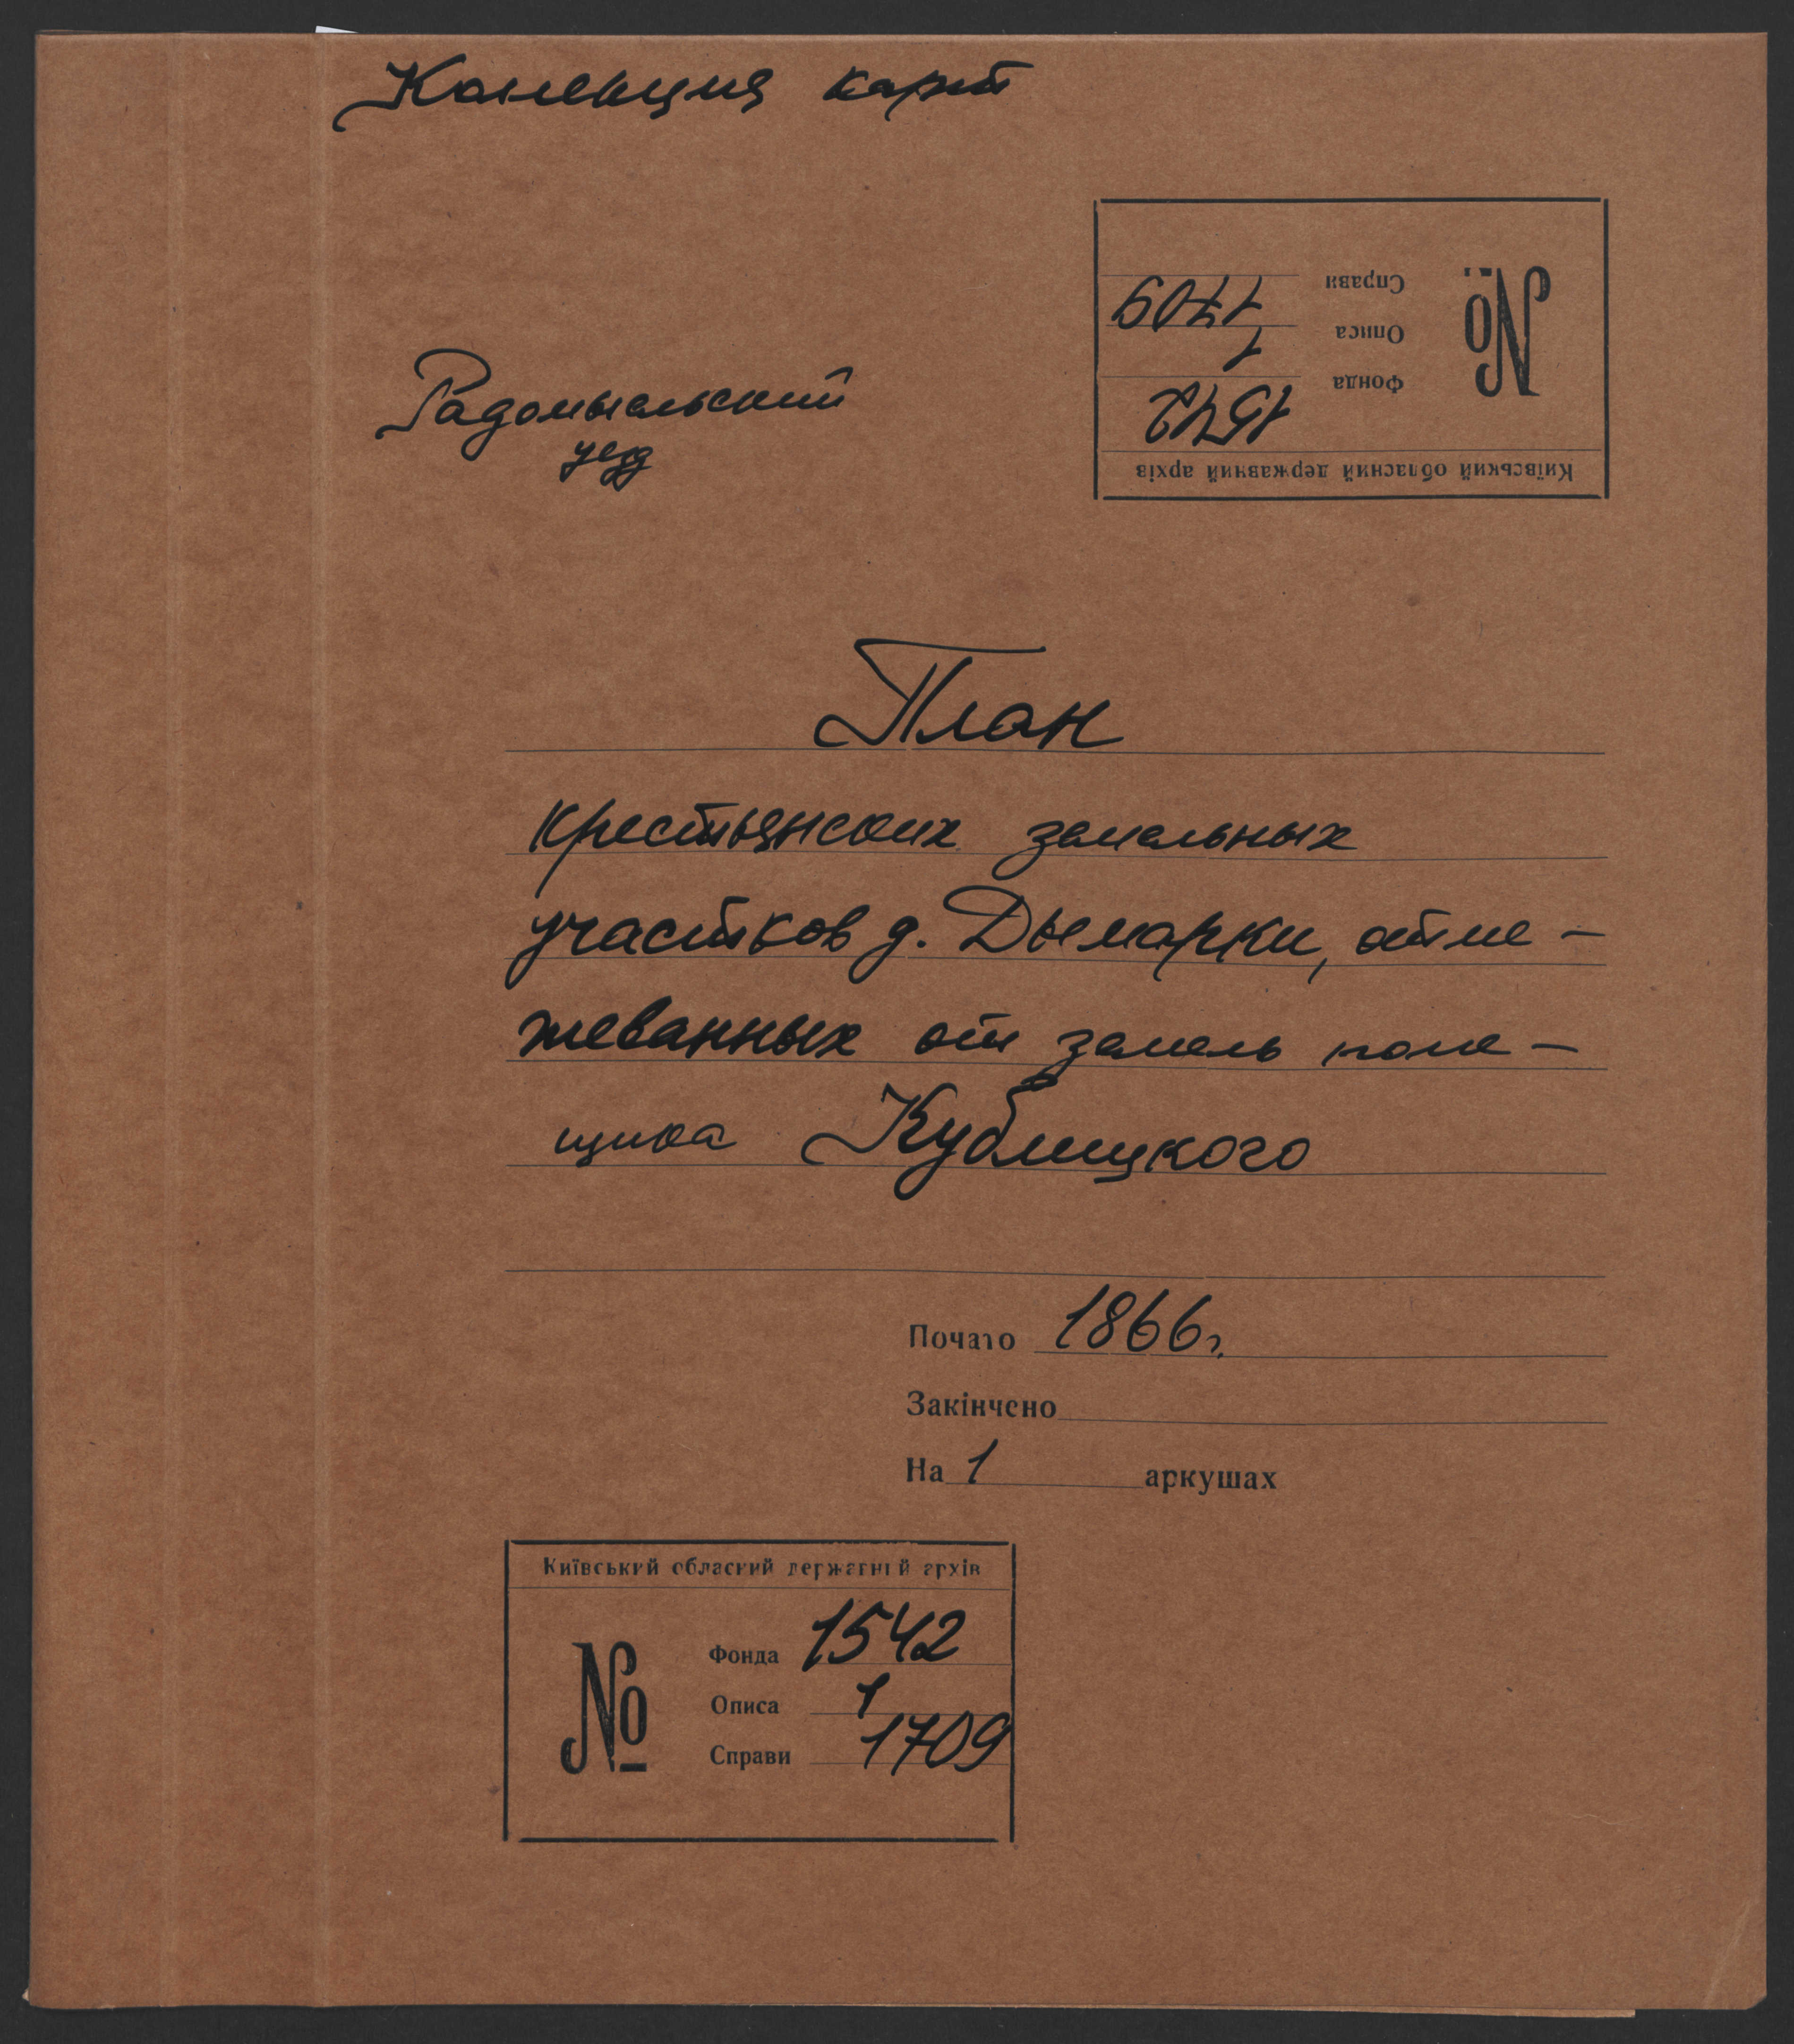 Колекция карт
Київський обласний державний архів
№
Фонда 1542
Описа 1
Справи 1709
Радомысльский
уезд
План
крестьянских земельных
участков д. Дымарки, отме-
жеванных от земель поме-
щика Кублицкого
Почато 1866 г.
Закінчено
На 1 аркушах
Київський обласний державний архів
№
Фонда 1542
Описа 1
Справи 1709